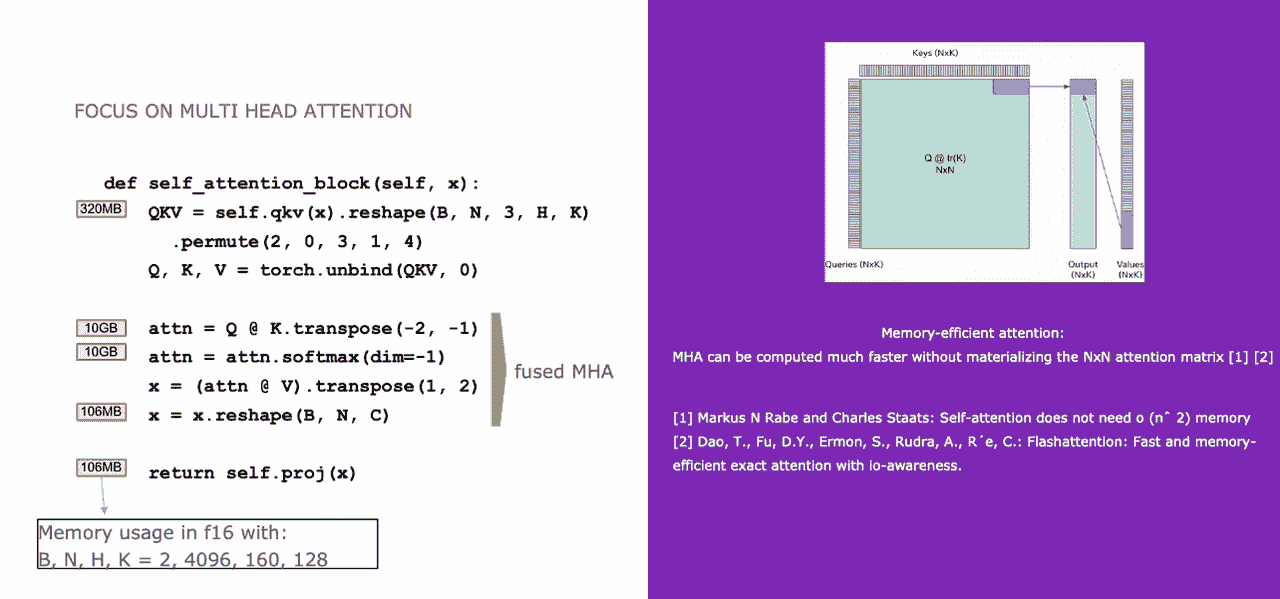 FOCUS ON MULTI HEAD ATTENTION
def self_attention_block(self, x):
320MB QKV = self.qkv(x).reshape(B, N, 3, H, K)
.permute(2, 0, 3, 1, 4)
Q, K, V = torch.unbind(QKV, 0)
10GB attn = Q @ K.transpose(-2, -1)
10GB attn = attn.softmax(dim=-1)
x = (attn @ V).transpose(1, 2)
106MB x = x.reshape(B, N, C)
fused MHA
106MB return self.proj(x)
Memory usage in f16 with:
B, N, H, K = 2, 4096, 160, 128
Keys (NxK)
Q @ tr(K)
NxN
Queries (NxK)
Output
(NxK)
Values
(NxK)
Memory-efficient attention:
MHA can be computed much faster without materializing the NxN attention matrix [1] [2]
[1] Markus N Rabe and Charles Staats: Self-attention does not need o (nˆ 2) memory
[2] Dao, T., Fu, D.Y., Ermon, S., Rudra, A., R´e, C.: Flashattention: Fast and memory-
efficient exact attention with io-awareness.